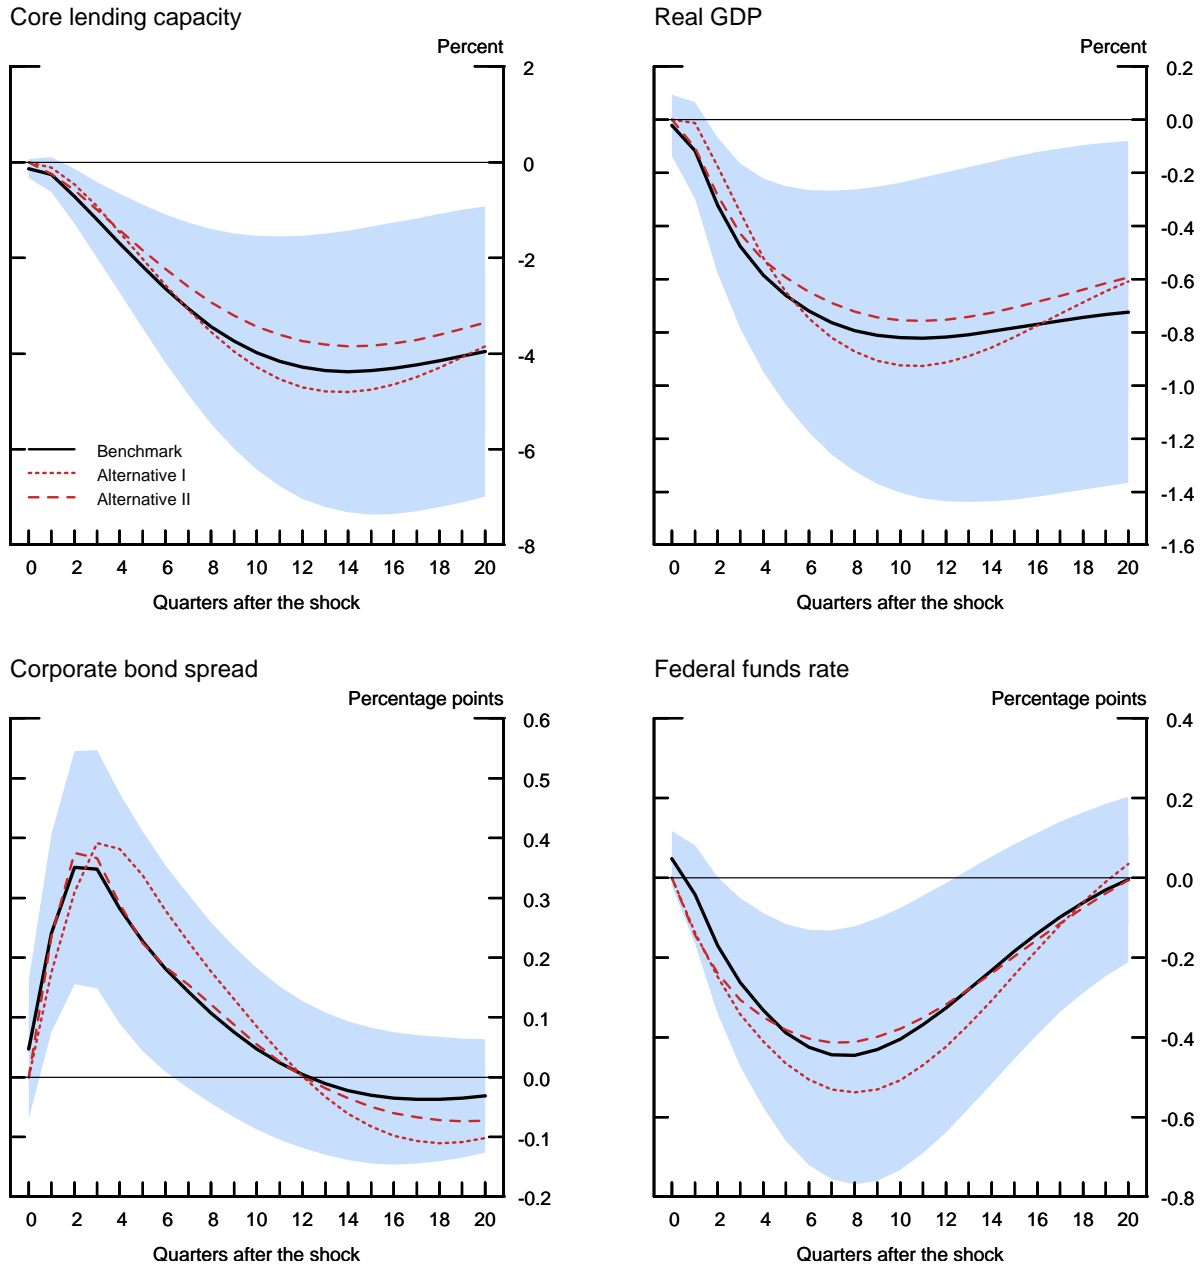 Core lending capacity
Percent
2
0
-2
-4
-6
-8
Benchmark
Alternative I
Alternative II
0 2 4 6 8 10 12 14 16 18 20
Quarters after the shock
Real GDP
Percent
0.2
0.0
-0.2
-0.4
-0.6
-0.8
-1.0
-1.2
-1.4
-1.6
0 2 4 6 8 10 12 14 16 18 20
Quarters after the shock
Corporate bond spread
Percentage points
0.6
0.5
0.4
0.3
0.2
0.1
0.0
-0.1
-0.2
0 2 4 6 8 10 12 14 16 18 20
Quarters after the shock
Federal funds rate
Percentage points
0.4
0.2
0.0
-0.2
-0.4
-0.6
-0.8
0 2 4 6 8 10 12 14 16 18 20
Quarters after the shock